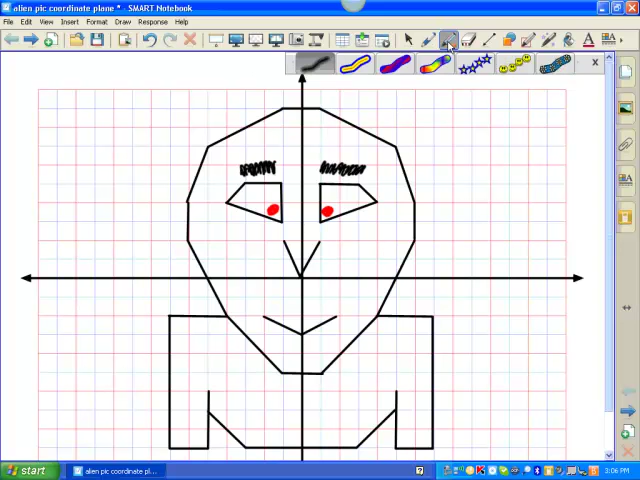 alien pic coordinate plane * - SMART Notebook
File Edit View Insert Format Draw Response Help
start
alien pic coordinate pl...
3:06 PM